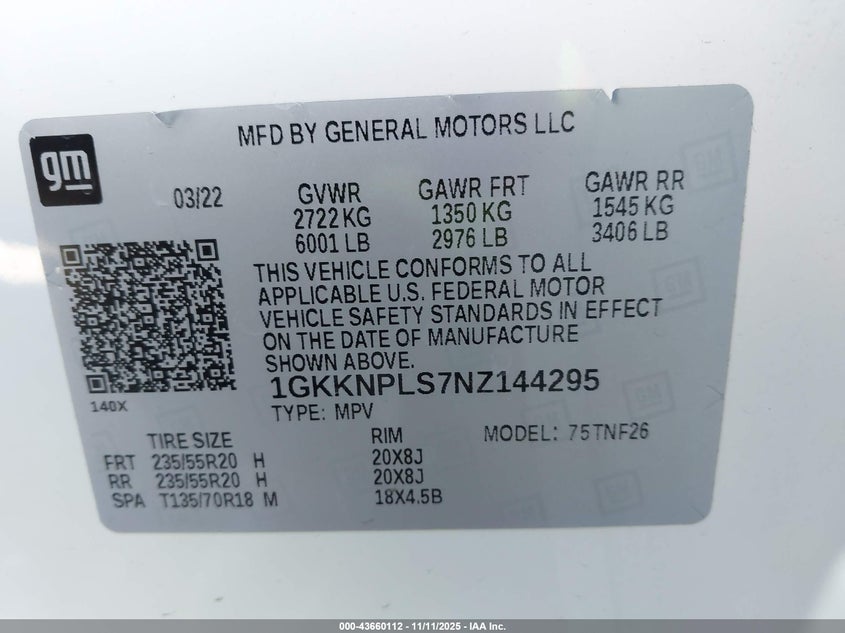 MFD BY GENERAL MOTORS LLC
gm
03/22
GVWR
2722 KG
6001 LB
GAWR FRT
1350 KG
2976 LB
GAWR RR
1545 KG
3406 LB
THIS VEHICLE CONFORMS TO ALL
APPLICABLE U.S. FEDERAL MOTOR
VEHICLE SAFETY STANDARDS IN EFFECT
ON THE DATE OF MANUFACTURE
SHOWN ABOVE.
140X
1GKKNPLS7NZ144295
TYPE: MPV
MODEL: 75TNF26
TIRE SIZE RIM
FRT 235/55R20 H 20X8J
RR 235/55R20 H 20X8J
SPA T135/70R18 M 18X4.5B
000-43660112 - 11/11/2025 - IAA Inc.